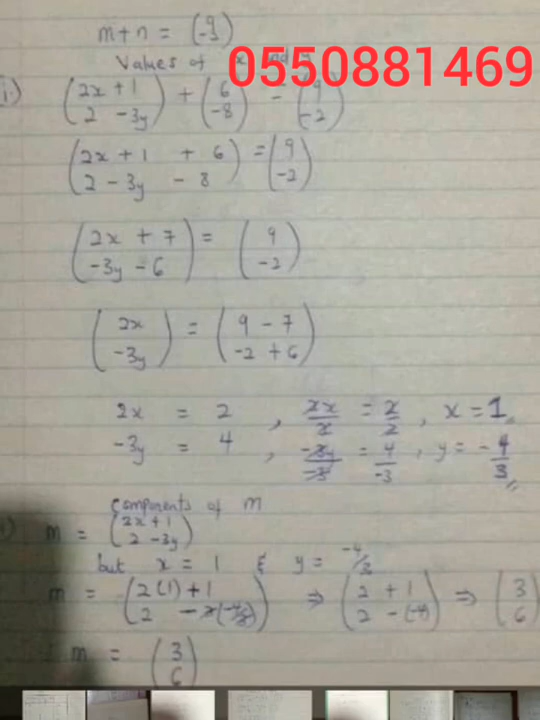 m+n = (9 -3)
Values of x and y
0550881469
i) (2x + 1 2 -3y) + (6 -8) = (9 -2)
(2x + 1 + 6 2 - 3y - 8) = (9 -2)
(2x + 7 -3y - 6) = (9 -2)
(2x -3y) = (9 - 7 -2 + 6)
2x = 2 , 2x/2 = 2/2 , x = 1
-3y = 4 , -3y/-3 = 4/-3 , y = -4/3
components of m
m = (2x + 1 2 -3y)
but x = 1 & y = -4/3
m = (2(1) + 1 2 -3(-4/3)) ⇒ (2 + 1 2 -(-4)) ⇒ (3 6)
m = (3 6)